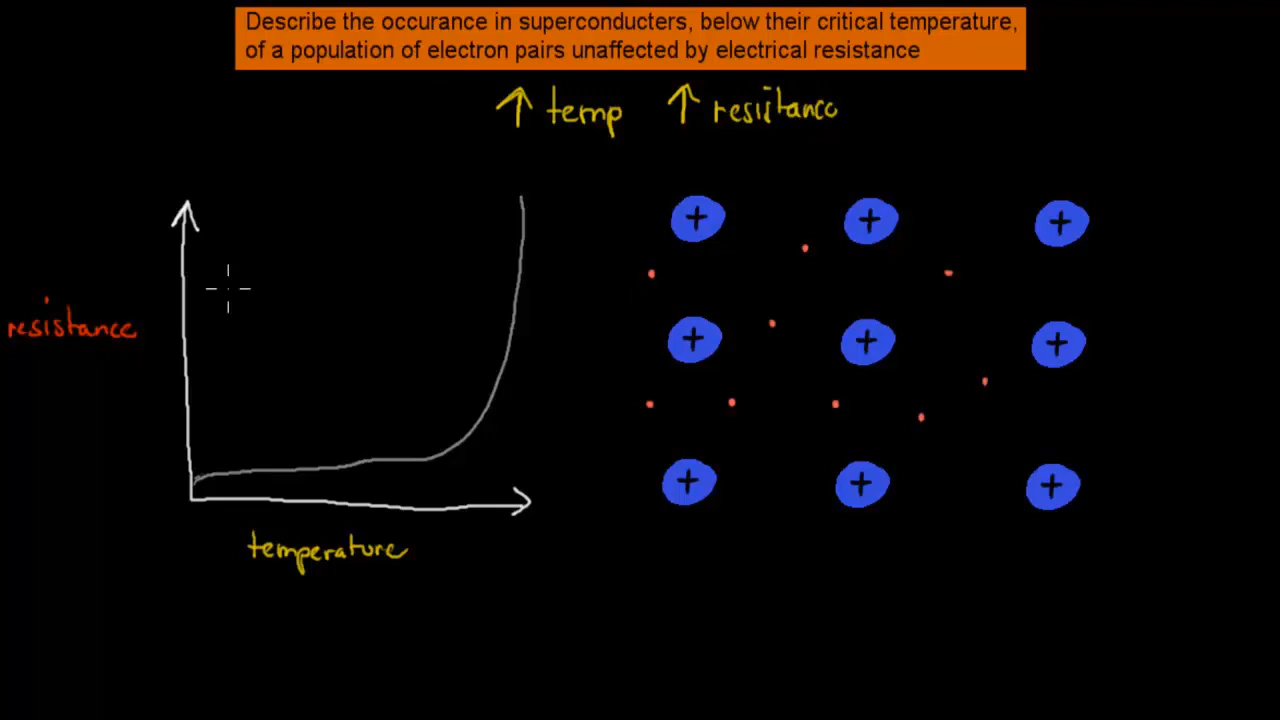 Describe the occurance in superconducters, below their critical temperature,
of a population of electron pairs unaffected by electrical resistance
↑ temp ↑ resistance
+ + +
resistance
+ + +
+ + +
temperature